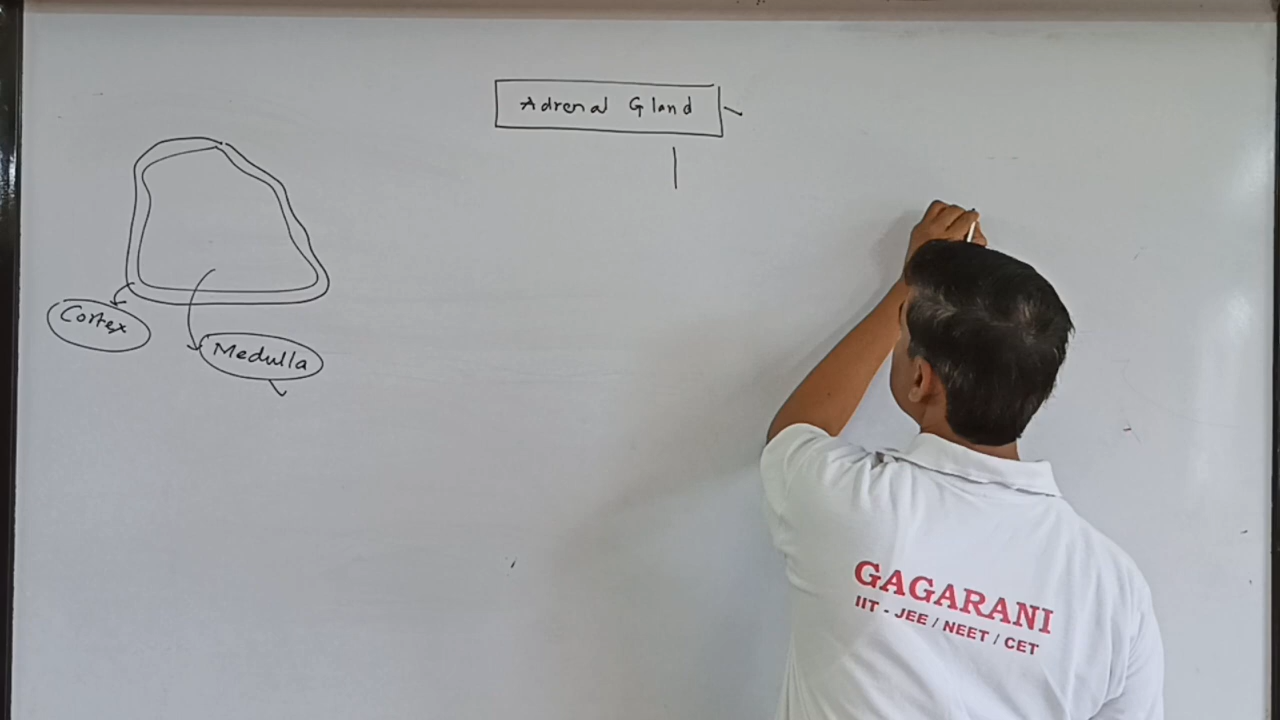 Adrenal Gland
Cortex
Medulla
GAGARANI
IIT - JEE / NEET / CET